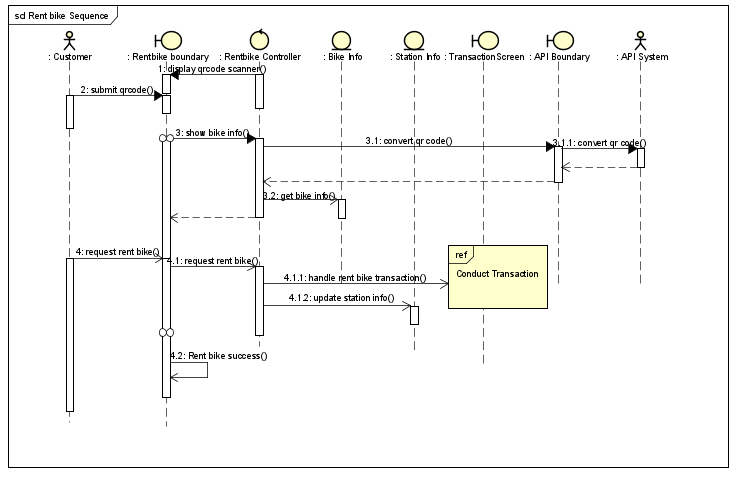 sd Rent bike Sequence
: Customer
: Rentbike boundary
: Rentbike Controller
: Bike Info
: Station Info
: TransactionScreen
: API Boundary
: API System
1: display qrcode scanner()
2: submit qrcode()
3: show bike info()
3.1: convert qr code()
3.1.1: convert qr code()
3.2: get bike info()
4: request rent bike()
4.1: request rent bike()
ref
Conduct Transaction
4.1.1: handle rent bike transaction()
4.1.2: update station info()
4.2: Rent bike success()